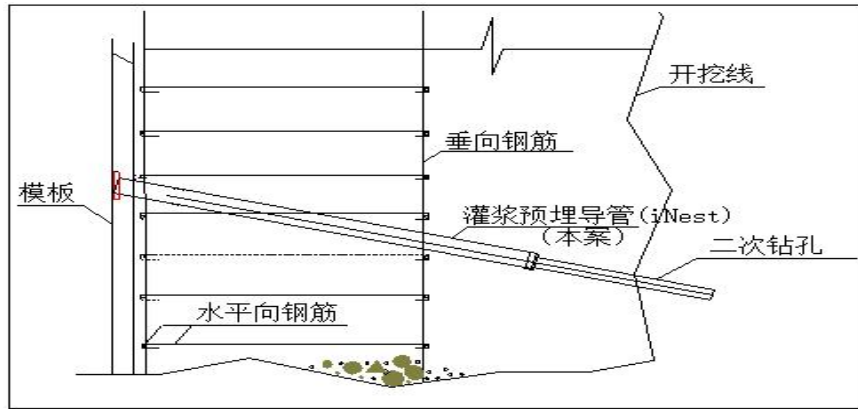 开挖线
垂向钢筋
模板
灌浆预埋导管(iNest)
(本案)
二次钻孔
水平向钢筋